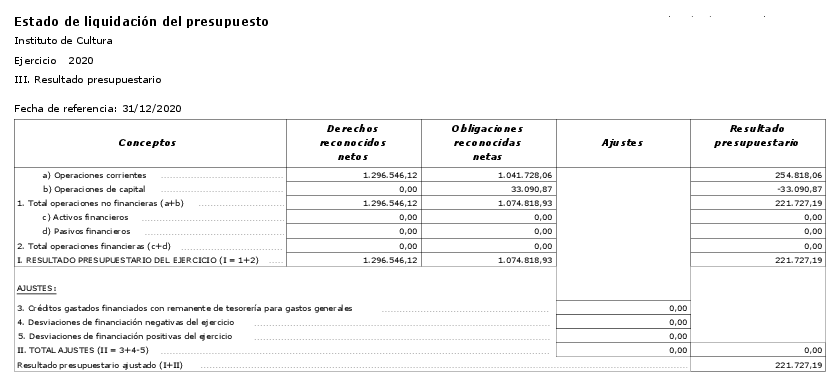 Estado de liquidación del presupuesto
Instituto de Cultura
Ejercicio 2020
III. Resultado presupuestario
Fecha de referencia: 31/12/2020
Conceptos Derechos reconocidos netos Obligaciones reconocidas netas Ajustes Resultado presupuestario
a) Operaciones corrientes 1.296.546,12 1.041.728,06 254.818,06
b) Operaciones de capital 0,00 33.090,87 -33.090,87
1. Total operaciones no financieras (a+b) 1.296.546,12 1.074.818,93 221.727,19
c) Activos financieros 0,00 0,00 0,00
d) Pasivos financieros 0,00 0,00 0,00
2. Total operaciones financieras (c+d) 0,00 0,00 0,00
I. RESULTADO PRESUPUESTARIO DEL EJERCICIO (I = 1+2) 1.296.546,12 1.074.818,93 221.727,19
AJUSTES:
3. Créditos gastados financiados con remanente de tesorería para gastos generales 0,00
4. Desviaciones de financiación negativas del ejercicio 0,00
5. Desviaciones de financiación positivas del ejercicio 0,00
II. TOTAL AJUSTES (II = 3+4-5) 0,00 0,00
Resultado presupuestario ajustado (I+II) 221.727,19